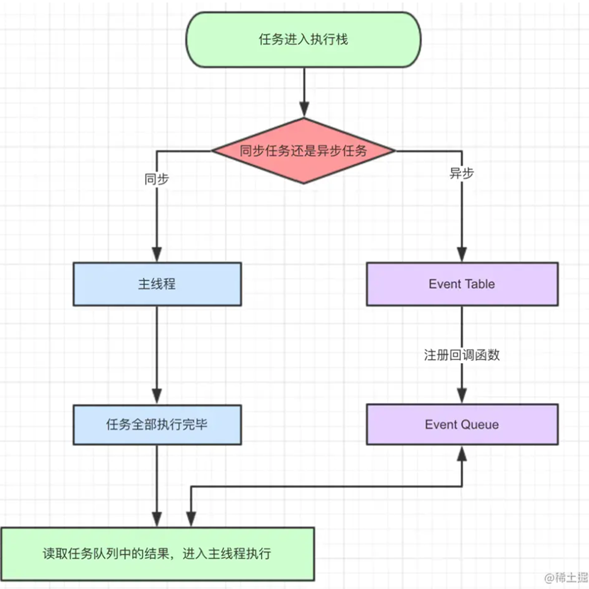 任务进入执行栈
同步任务还是异步任务
同步
异步
主线程
Event Table
注册回调函数
任务全部执行完毕
Event Queue
读取任务队列中的结果，进入主线程执行
@稀土掘